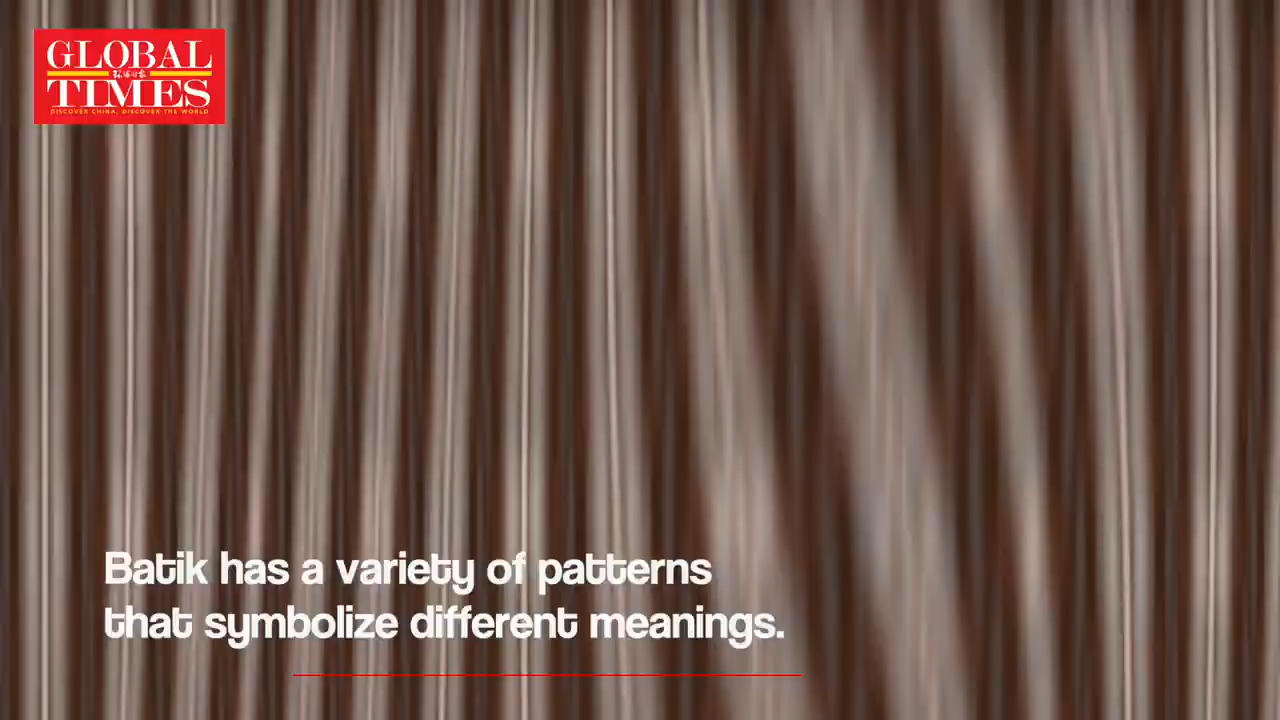 GLOBAL
环球时报
TIMES
DISCOVER CHINA, DISCOVER THE WORLD
Batik has a variety of patterns
that symbolize different meanings.